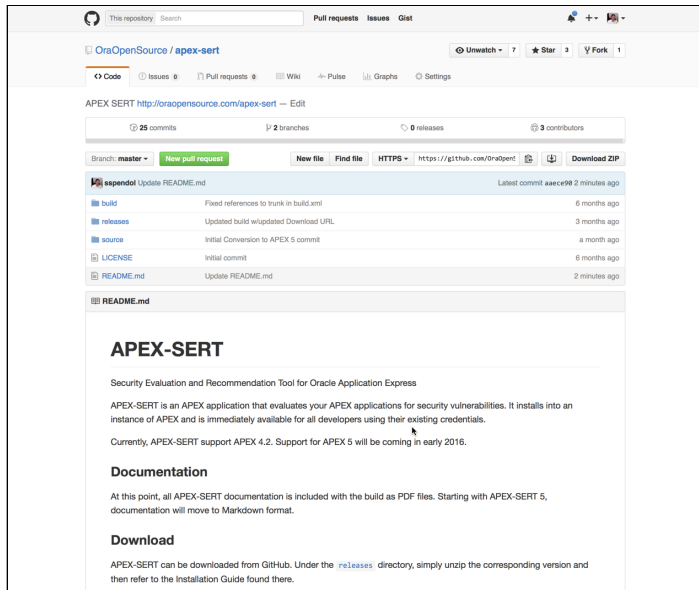 This repository Search
Pull requests Issues Gist
OraOpenSource / apex-sert
Unwatch 7 Star 3 Fork 1
Code Issues 0 Pull requests 0 Wiki Pulse Graphs Settings
APEX SERT http://oraopensource.com/apex-sert — Edit
25 commits 2 branches 0 releases 3 contributors
Branch: master New pull request New file Find file HTTPS https://github.com/OraOpen Download ZIP
sspendol Update README.md Latest commit aaece90 2 minutes ago
build Fixed references to trunk in build.xml 6 months ago
releases Updated build w/updated Download URL 3 months ago
source Initial Conversion to APEX 5 commit a month ago
LICENSE Initial commit 6 months ago
README.md Update README.md 2 minutes ago
README.md
APEX-SERT
Security Evaluation and Recommendation Tool for Oracle Application Express
APEX-SERT is an APEX application that evaluates your APEX applications for security vulnerabilities. It installs into an
instance of APEX and is immediately available for all developers using their existing credentials.
Currently, APEX-SERT support APEX 4.2. Support for APEX 5 will be coming in early 2016.
Documentation
At this point, all APEX-SERT documentation is included with the build as PDF files. Starting with APEX-SERT 5,
documentation will move to Markdown format.
Download
APEX-SERT can be downloaded from GitHub. Under the releases directory, simply unzip the corresponding version and
then refer to the Installation Guide found there.